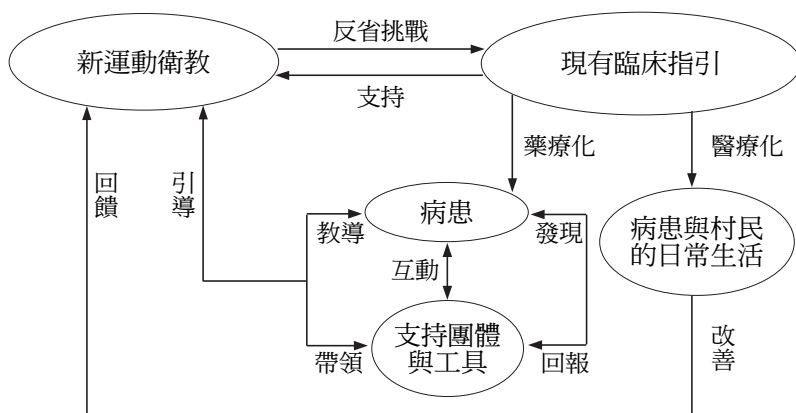 反省挑戰
新運動衛教
現有臨床指引
支持
藥療化
醫療化
回饋
引導
病患
教導
發現
病患與村民
的日常生活
互動
支持團體
與工具
帶領
回報
改善